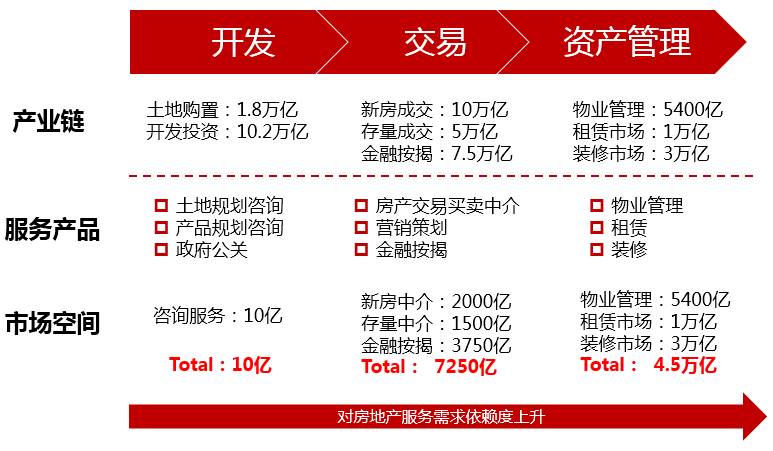 开发
交易
资产管理
产业链
土地购置：1.8万亿
开发投资：10.2万亿
新房成交：10万亿
存量成交：5万亿
金融按揭：7.5万亿
物业管理：5400亿
租赁市场：1万亿
装修市场：3万亿
服务产品
土地规划咨询
产品规划咨询
政府公关
房产交易买卖中介
营销策划
金融按揭
物业管理
租赁
装修
市场空间
咨询服务：10亿
Total：10亿
新房中介：2000亿
存量中介：1500亿
金融按揭：3750亿
Total： 7250亿
物业管理：5400亿
租赁市场：1万亿
装修市场：3万亿
Total： 4.5万亿
对房地产服务需求依赖度上升